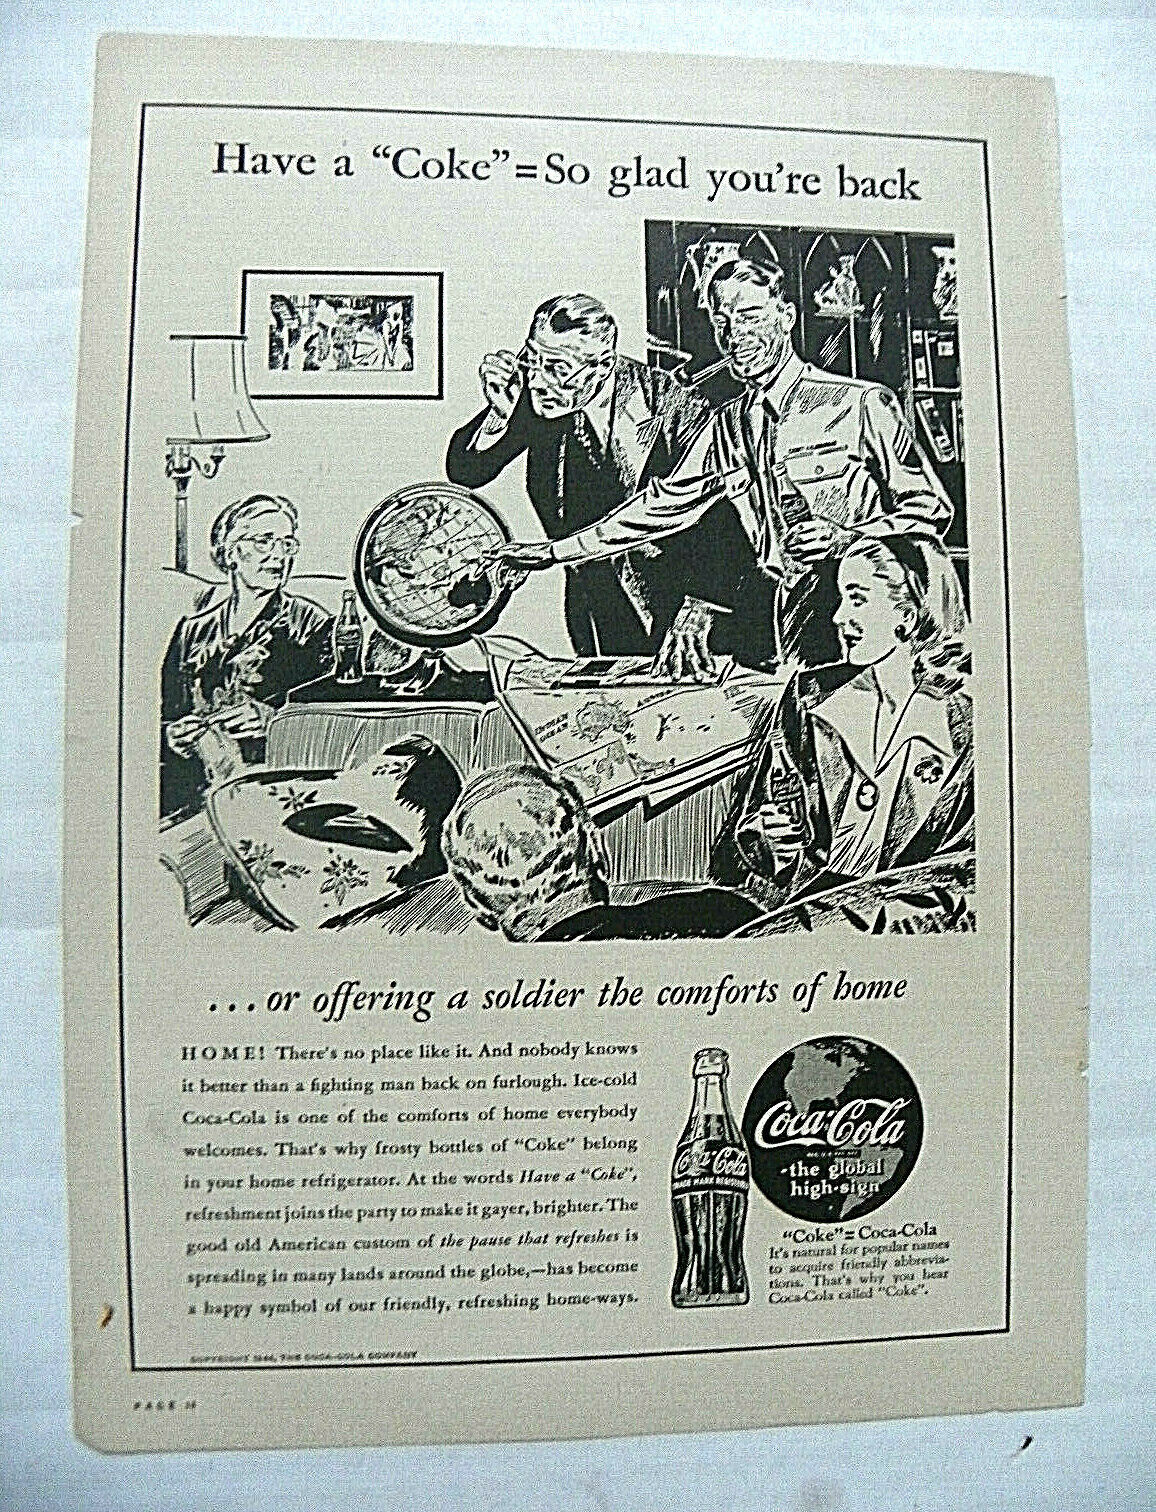 Have a “Coke”=So glad you're back
INDIAN
OCEAN
...or offering a soldier the comforts of home
HOME! There's no place like it. And nobody knows
it better than a fighting man back on furlough. Ice-cold
Coca-Cola is one of the comforts of home everybody
welcomes. That's why frosty bottles of “Coke” belong
in your home refrigerator. At the words Have a “Coke”,
refreshment joins the party to make it gayer, brighter. The
good old American custom of the pause that refreshes is
spreading in many lands around the globe,—has become
a happy symbol of our friendly, refreshing home-ways.
Coca-Cola
TRADE MARK REGISTERED
Coca-Cola
-the global
high-sign
“Coke”=Coca-Cola
It's natural for popular names
to acquire friendly abbrevia-
tions. That's why you hear
Coca-Cola called “Coke”.
COPYRIGHT 1944, THE COCA-COLA COMPANY
PAGE